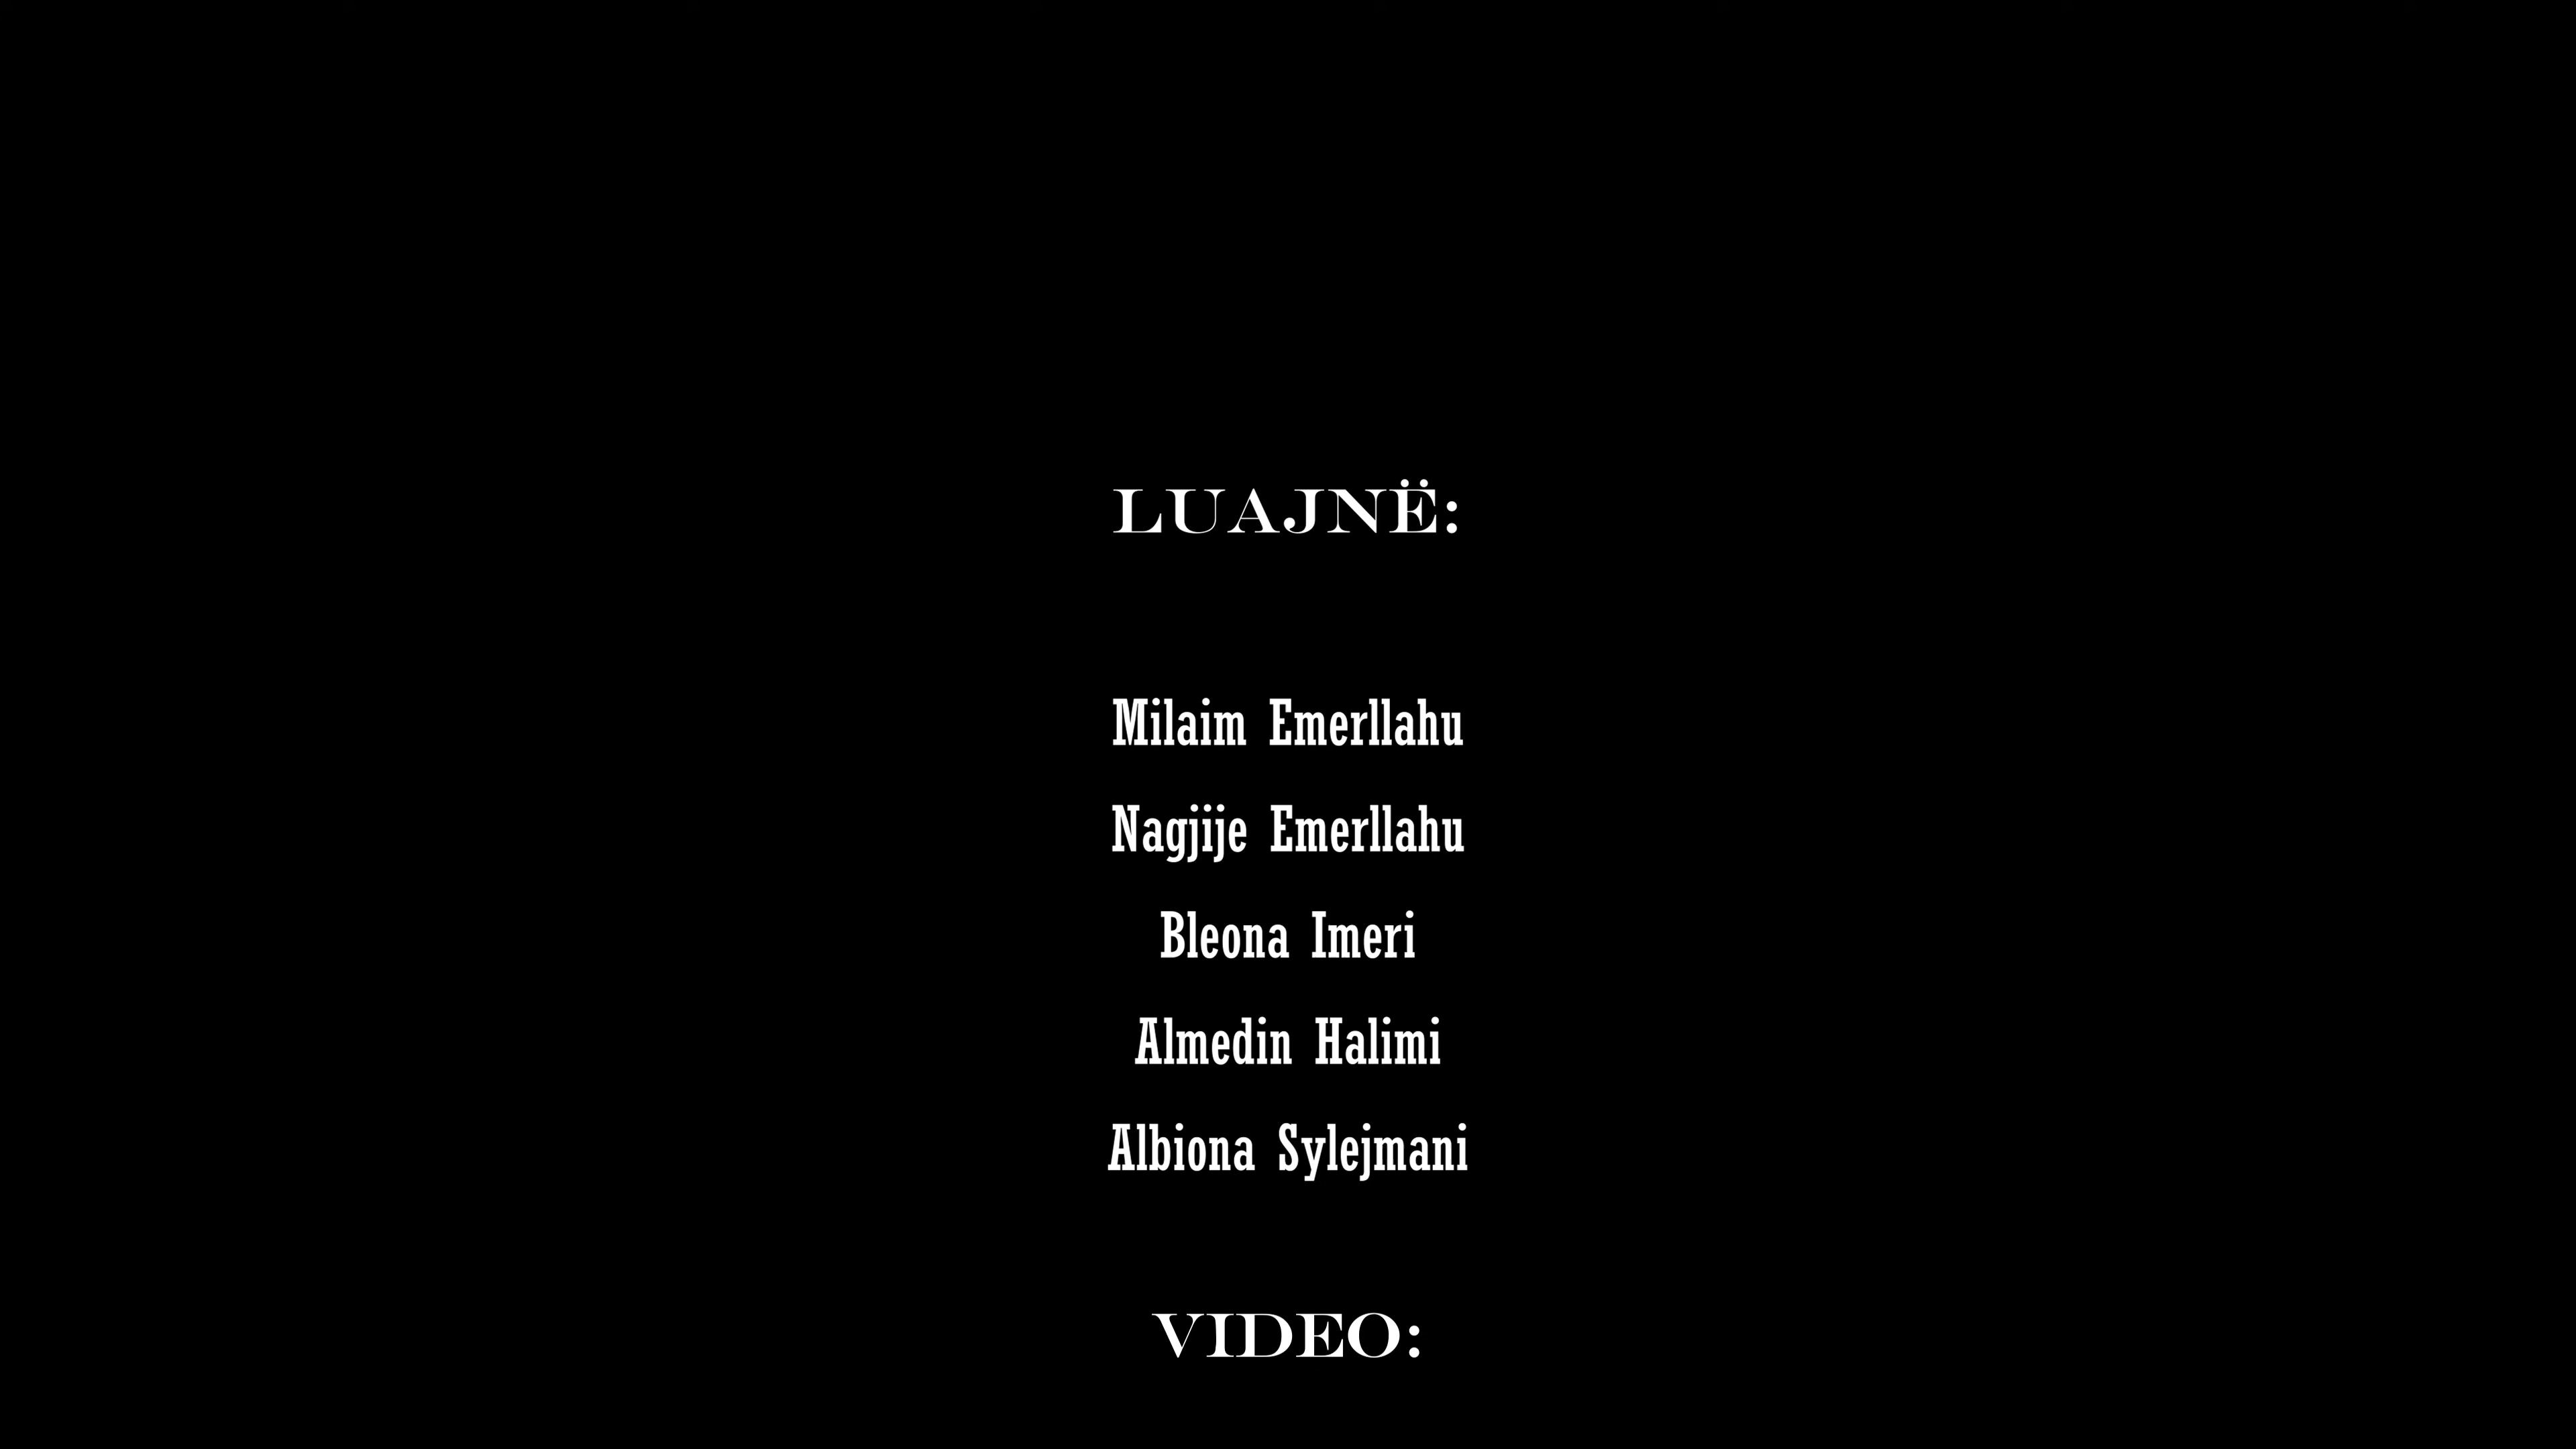 LUAJNË:
Milaim Emerllahu
Nagjije Emerllahu
Bleona Imeri
Almedin Halimi
Albiona Sylejmani
VIDEO: